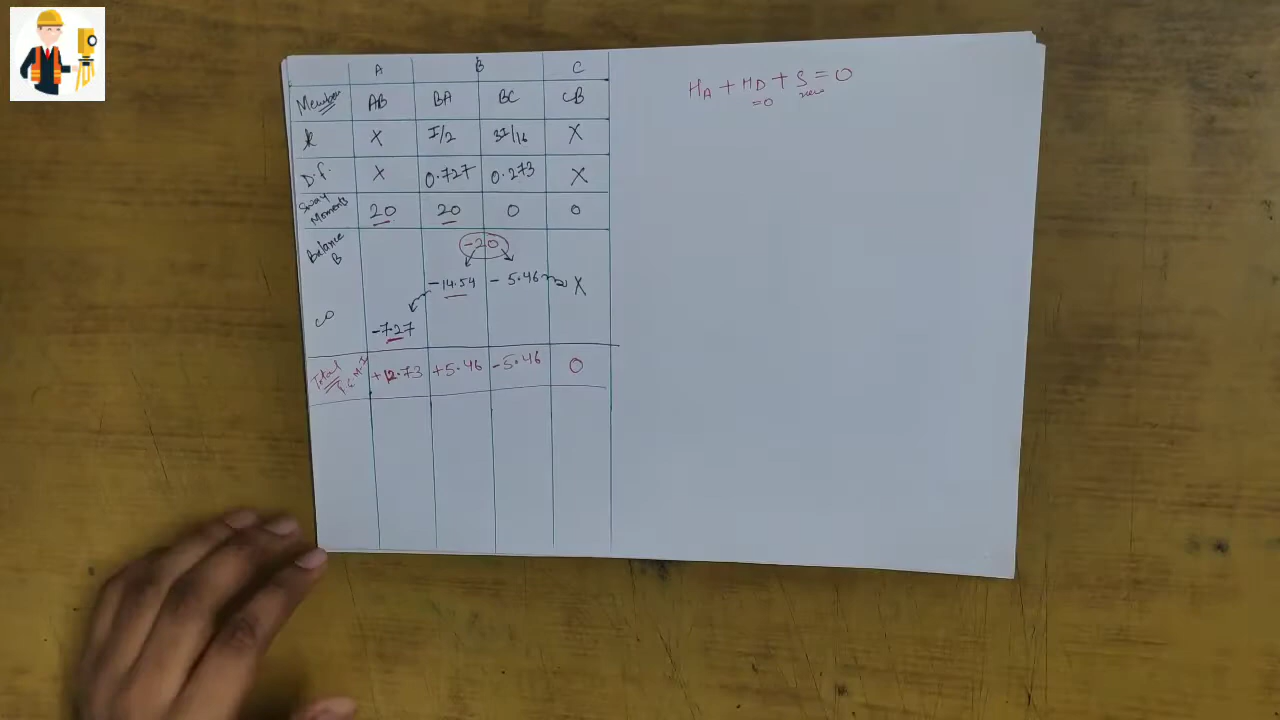 A B C
Member AB BA BC CB
k X I/2 3I/16 X
D.f. X 0.727 0.273 X
Sway Moments 20 20 0 0
Balance B -20
-14.54 -5.46 X
CO -7.27
Total +12.73 +5.46 -5.46 0
HA + HD + S = 0
=0 zero